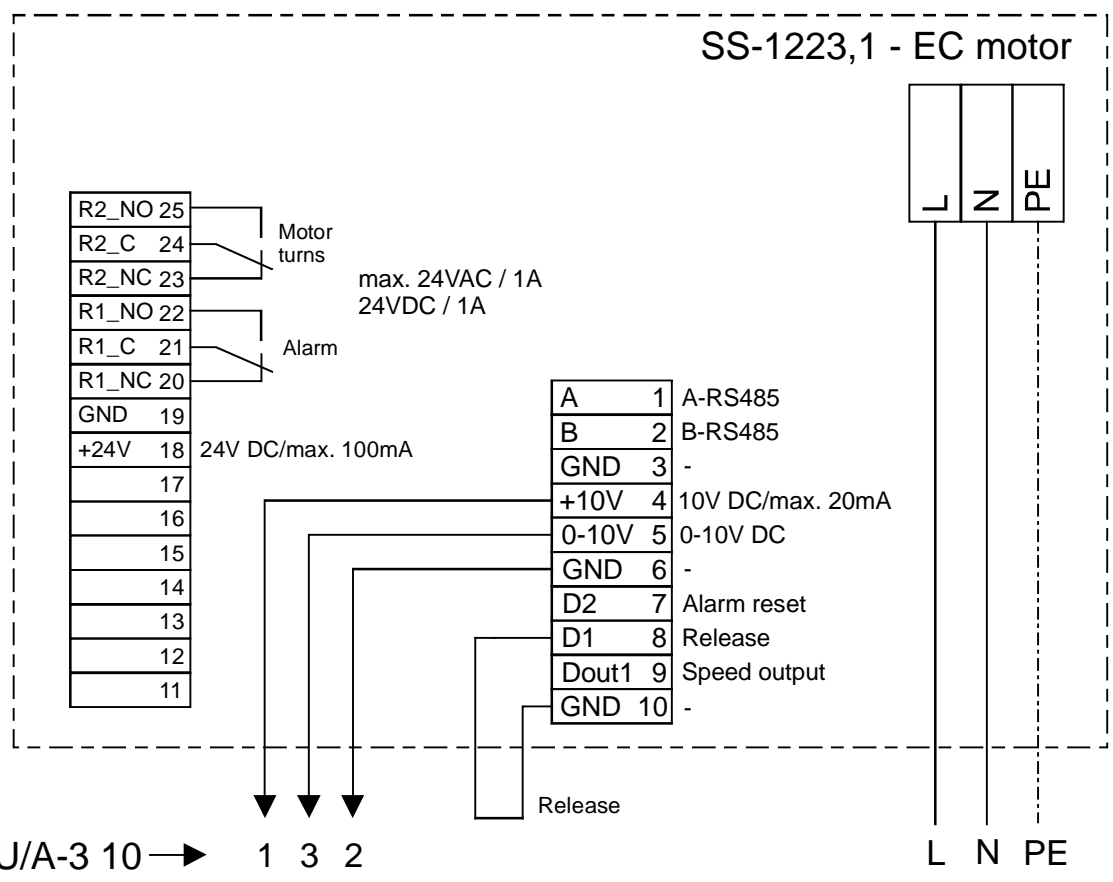 SS-1223,1 - EC motor
L N PE
R2_NO 25
R2_C 24
R2_NC 23
R1_NO 22
R1_C 21
R1_NC 20
GND 19
+24V 18 24V DC/max. 100mA
17
16
15
14
13
12
11
Motor
turns
max. 24VAC / 1A
24VDC / 1A
Alarm
A 1 A-RS485
B 2 B-RS485
GND 3 -
+10V 4 10V DC/max. 20mA
0-10V 5 0-10V DC
GND 6 -
D2 7 Alarm reset
D1 8 Release
Dout1 9 Speed output
GND 10 -
Release
U/A-3 10 1 3 2
L N PE